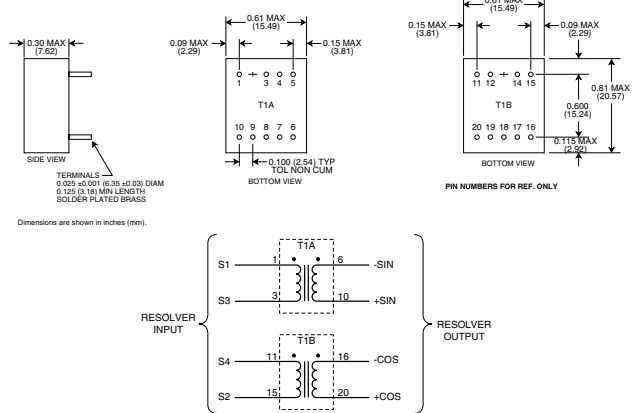 0.30 MAX
(7.62)
SIDE VIEW
TERMINALS
0.025 ±0.001 (6.35 ±0.03) DIAM
0.125 (3.18) MIN LENGTH
SOLDER PLATED BRASS
Dimensions are shown in inches (mm).
0.61 MAX
(15.49)
0.09 MAX
(2.29)
0.15 MAX
(3.81)
1 3 4 5
T1A
10 9 8 7 6
0.100 (2.54) TYP
TOL NON CUM
BOTTOM VIEW
0.61 MAX
(15.49)
0.15 MAX
(3.81)
0.09 MAX
(2.29)
11 12 14 15
T1B
20 19 18 17 16
0.81 MAX
(20.57)
0.600
(15.24)
0.115 MAX
(2.92)
BOTTOM VIEW
PIN NUMBERS FOR REF. ONLY
RESOLVER
INPUT
T1A
S1 1 6 -SIN
S3 3 10 +SIN
T1B
S4 11 16 -COS
S2 15 20 +COS
RESOLVER
OUTPUT